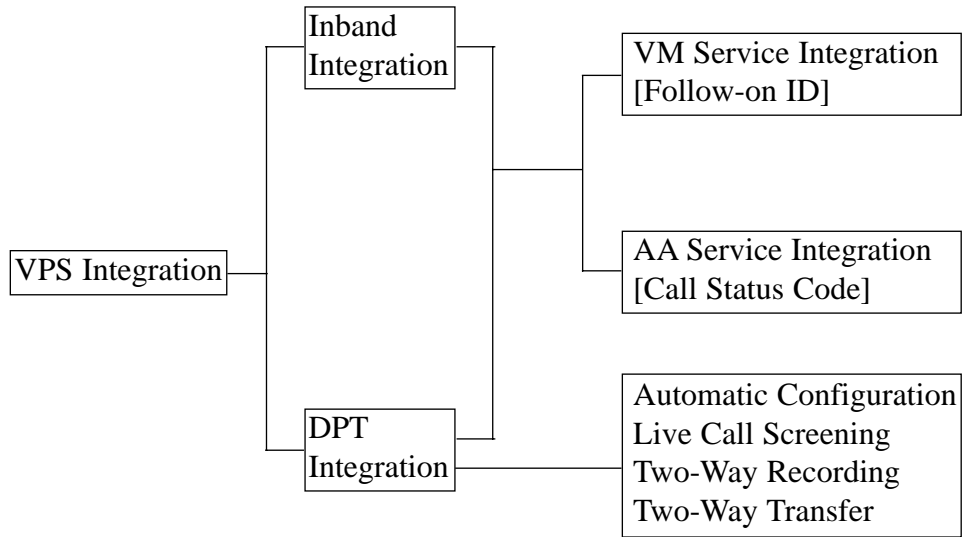 VPS Integration
Inband
Integration
DPT
Integration
VM Service Integration
[Follow-on ID]
AA Service Integration
[Call Status Code]
Automatic Configuration
Live Call Screening
Two-Way Recording
Two-Way Transfer